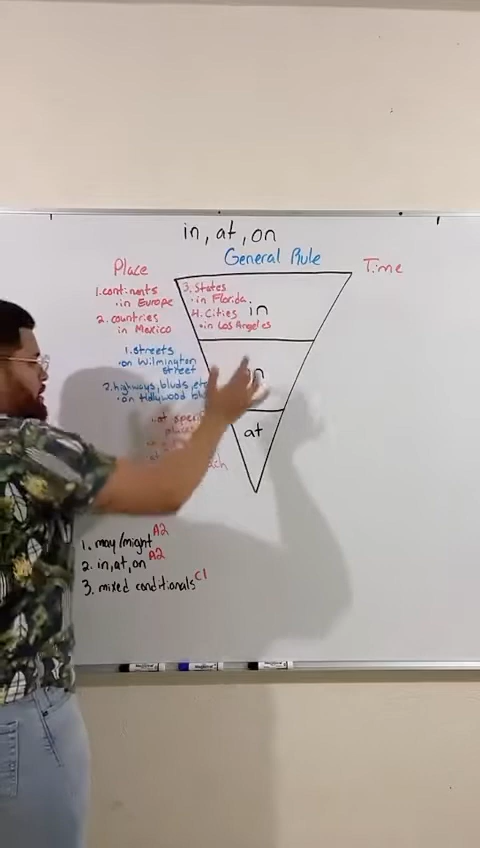 in, at, on
General Rule
Place
Time
1. continents
• in Europe
2. countries
in Mexico
3. States
• in Florida
4. Cities
• in Los Angeles
in
1. streets
• on Wilmington
street
2. highways, blvds, etc
• on Hollywood
at
1. may/might A2
2. in, at, on A2
3. mixed conditionals C1